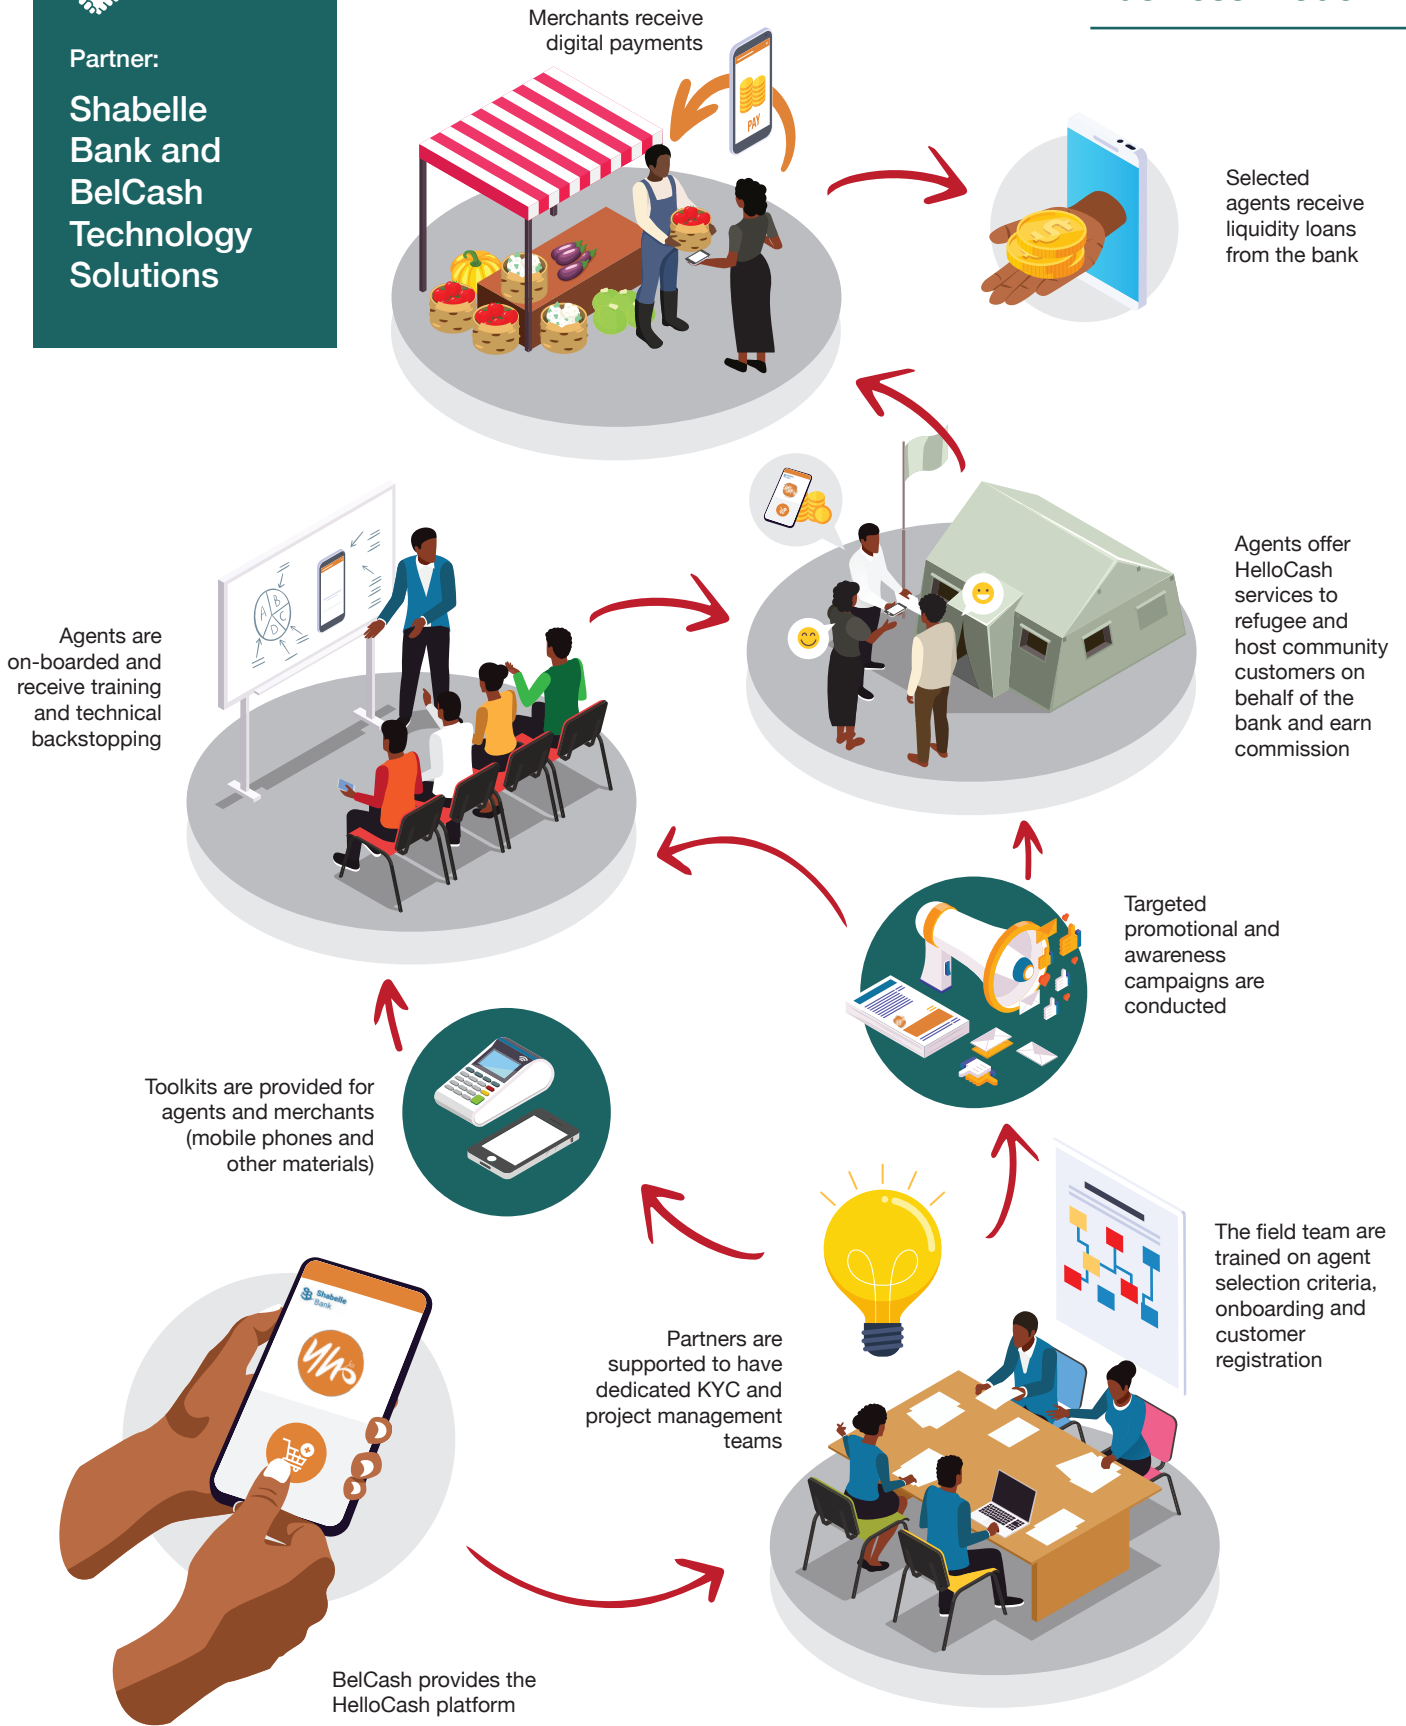 Partner:
Shabelle
Bank and
BelCash
Technology
Solutions
Merchants receive
digital payments
PAY
Selected
agents receive
liquidity loans
from the bank
Agents are
on-boarded and
receive training
and technical
backstopping
A
B
C
D
Agents offer
HelloCash
services to
refugee and
host community
customers on
behalf of the
bank and earn
commission
Targeted
promotional and
awareness
campaigns are
conducted
Toolkits are provided for
agents and merchants
(mobile phones and
other materials)
The field team are
trained on agent
selection criteria,
onboarding and
customer
registration
Partners are
supported to have
dedicated KYC and
project management
teams
Shabelle
Bank
BelCash provides the
HelloCash platform